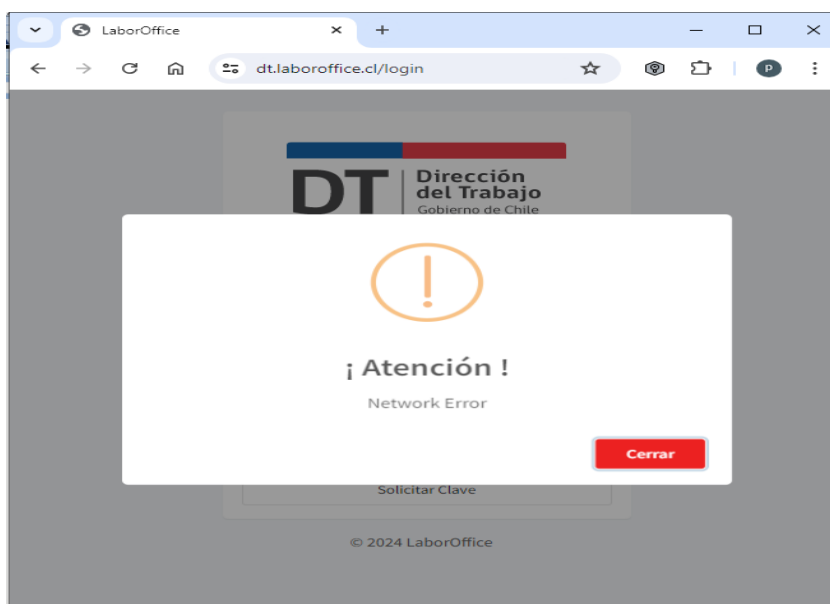 LaborOffice
dt.laboroffice.cl/login
P
DT
Dirección
del Trabajo
Gobierno de Chile
¡ Atención !
Network Error
Cerrar
Solicitar Clave
© 2024 LaborOffice